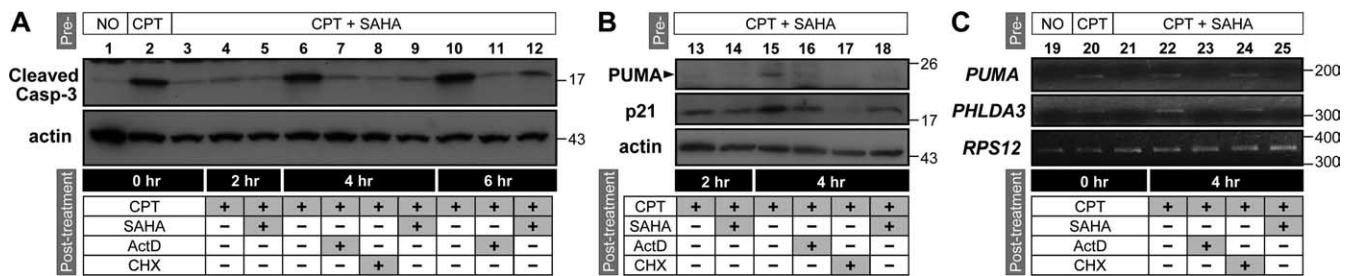 A
Pre-
NO CPT CPT + SAHA
1 2 3 4 5 6 7 8 9 10 11 12
Cleaved
Casp-3
17
actin
43
0 hr 2 hr 4 hr 6 hr
Post-treatment
CPT + + + + + + + + +
SAHA – + – – – + – – +
ActD – – – + – – – + –
CHX – – – – + – – – –
B
Pre-
CPT + SAHA
13 14 15 16 17 18
PUMA
26
p21
17
actin
43
2 hr 4 hr
Post-treatment
CPT + + + + + +
SAHA – + – – – +
ActD – – – + – –
CHX – – – – + –
C
Pre-
NO CPT CPT + SAHA
19 20 21 22 23 24 25
PUMA
200
PHLDA3
300
RPS12
400
300
0 hr 4 hr
Post-treatment
CPT + + + +
SAHA – – – +
ActD – + – –
CHX – – + –